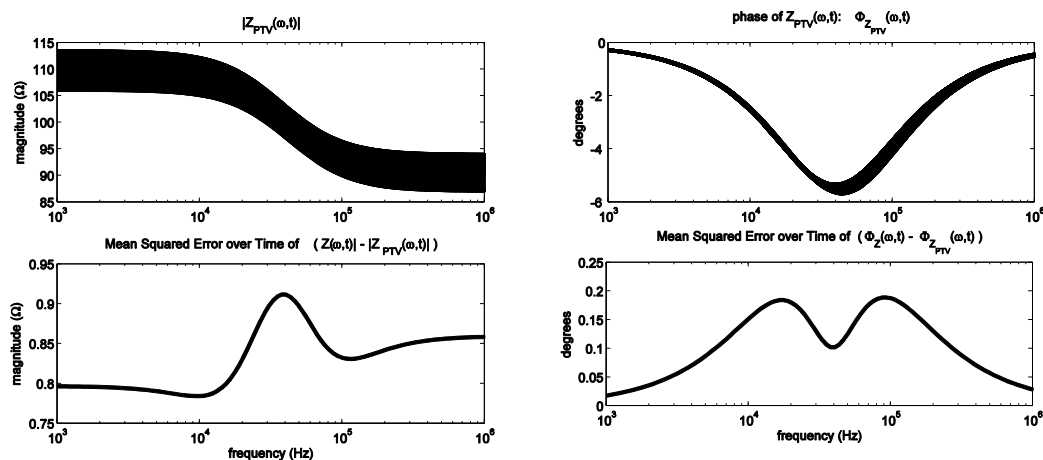 |Z_PTV(ω,t)|
115
110
105
100
95
90
85
magnitude (Ω)
10^3 10^4 10^5 10^6
phase of Z_PTV(ω,t): Φ_Z_PTV(ω,t)
0
-2
-4
-6
degrees
10^3 10^4 10^5 10^6
Mean Squared Error over Time of ( Z(ω,t)| - |Z_PTV(ω,t)| )
0.95
0.9
0.85
0.8
0.75
magnitude (Ω)
10^3 10^4 10^5 10^6
frequency (Hz)
Mean Squared Error over Time of ( Φ_Z(ω,t) - Φ_Z_PTV(ω,t) )
0.25
0.2
0.15
0.1
0.05
0
degrees
10^3 10^4 10^5 10^6
frequency (Hz)